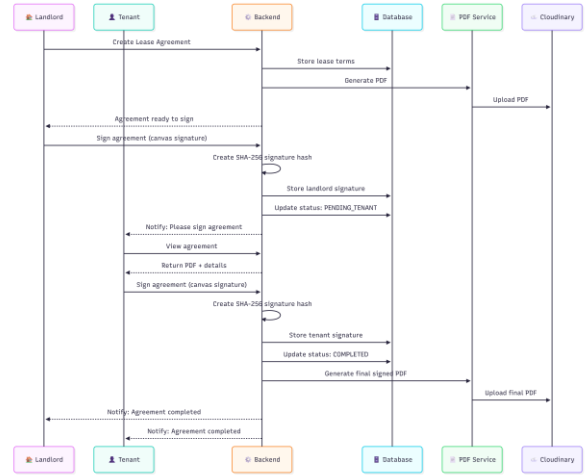 Landlord
Tenant
Backend
Database
PDF Service
Cloudinary
Create Lease Agreement
Store lease terms
Generate PDF
Upload PDF
Agreement ready to sign
Sign agreement (canvas signature)
Create SHA-256 signature hash
Store landlord signature
Update status: PENDING_TENANT
Notify: Please sign agreement
View agreement
Return PDF + details
Sign agreement (canvas signature)
Create SHA-256 signature hash
Store tenant signature
Update status: COMPLETED
Generate final signed PDF
Upload final PDF
Notify: Agreement completed
Notify: Agreement completed
Landlord
Tenant
Backend
Database
PDF Service
Cloudinary